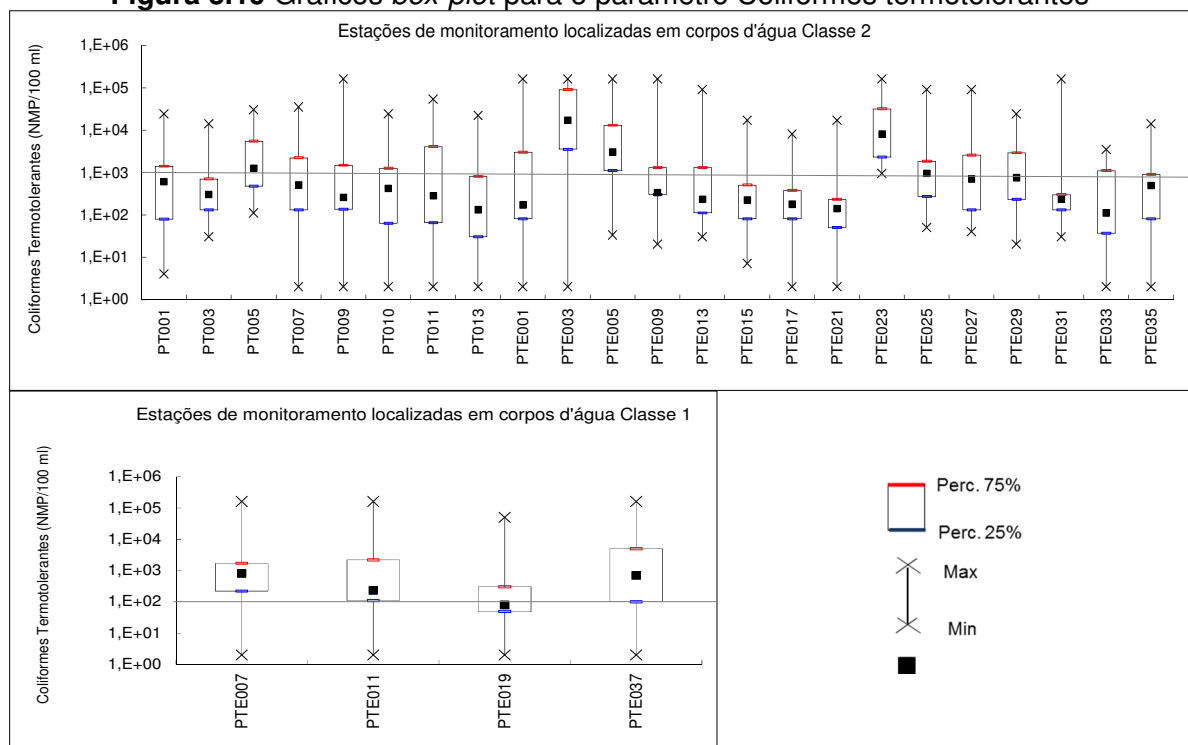 Figura 3.10 Gráficos box-plot para o parâmetro Coliformes termotolerantes
Estações de monitoramento localizadas em corpos d'água Classe 2
Coliformes Termotolerantes (NMP/100 ml)
1,E+06
1,E+05
1,E+04
1,E+03
1,E+02
1,E+01
1,E+00
PT001
PT003
PT005
PT007
PT009
PT010
PT011
PT013
PTE001
PTE003
PTE005
PTE009
PTE013
PTE015
PTE017
PTE021
PTE023
PTE025
PTE027
PTE029
PTE031
PTE033
PTE035
Estações de monitoramento localizadas em corpos d'água Classe 1
Coliformes Termotolerantes (NMP/100 ml)
1,E+06
1,E+05
1,E+04
1,E+03
1,E+02
1,E+01
1,E+00
PTE007
PTE011
PTE019
PTE037
Perc. 75%
Perc. 25%
Max
Min